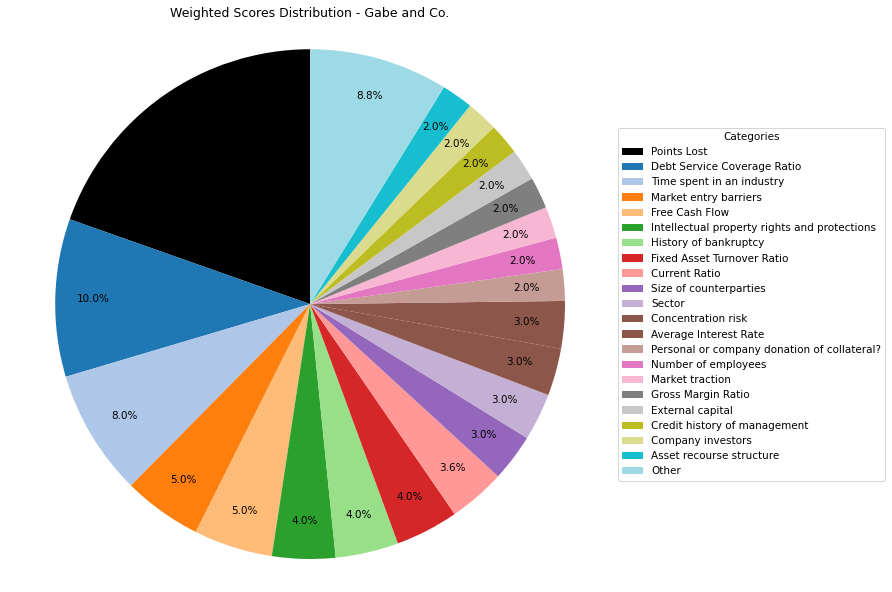 Weighted Scores Distribution - Gabe and Co.
8.8%
2.0%
2.0%
2.0%
2.0%
2.0%
2.0%
2.0%
2.0%
3.0%
3.0%
3.0%
3.0%
3.6%
4.0%
4.0%
4.0%
5.0%
5.0%
8.0%
10.0%
Categories
Points Lost
Debt Service Coverage Ratio
Time spent in an industry
Market entry barriers
Free Cash Flow
Intellectual property rights and protections
History of bankruptcy
Fixed Asset Turnover Ratio
Current Ratio
Size of counterparties
Sector
Concentration risk
Average Interest Rate
Personal or company donation of collateral?
Number of employees
Market traction
Gross Margin Ratio
External capital
Credit history of management
Company investors
Asset recourse structure
Other